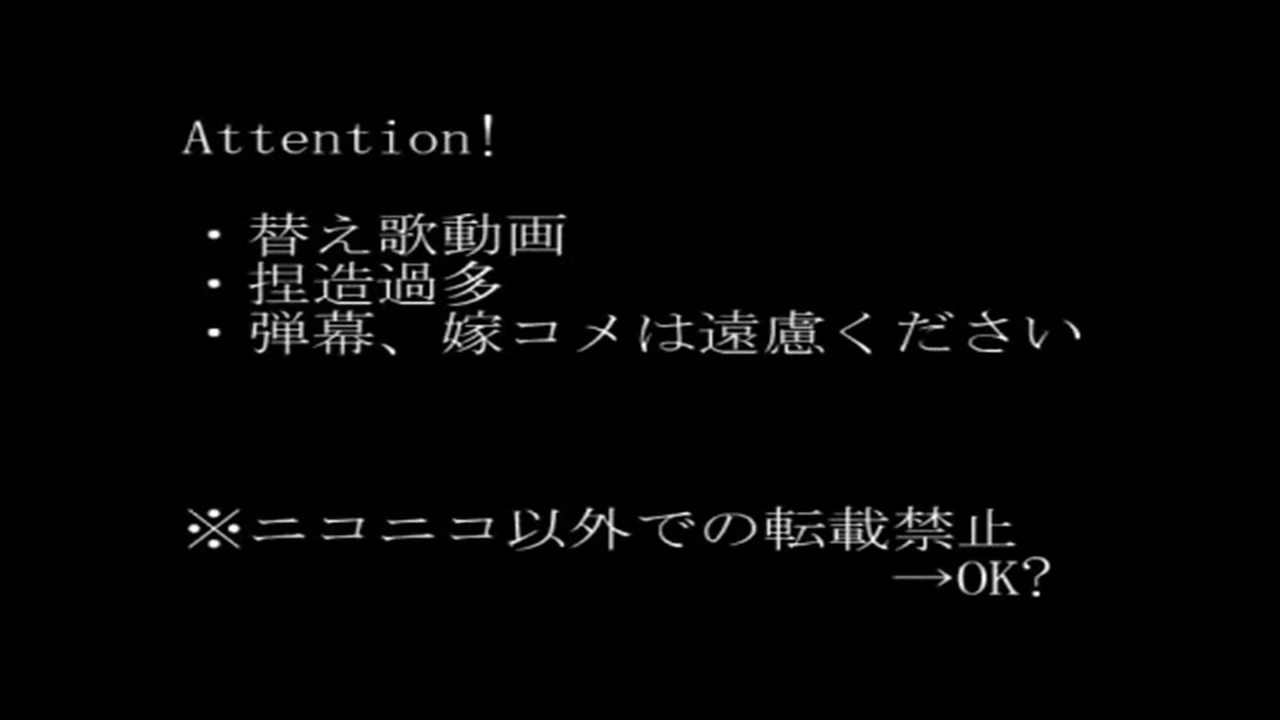 Attention!
・替え歌動画
・捏造過多
・弾幕、嫁コメは遠慮ください
※ニコニコ以外での転載禁止
→OK?